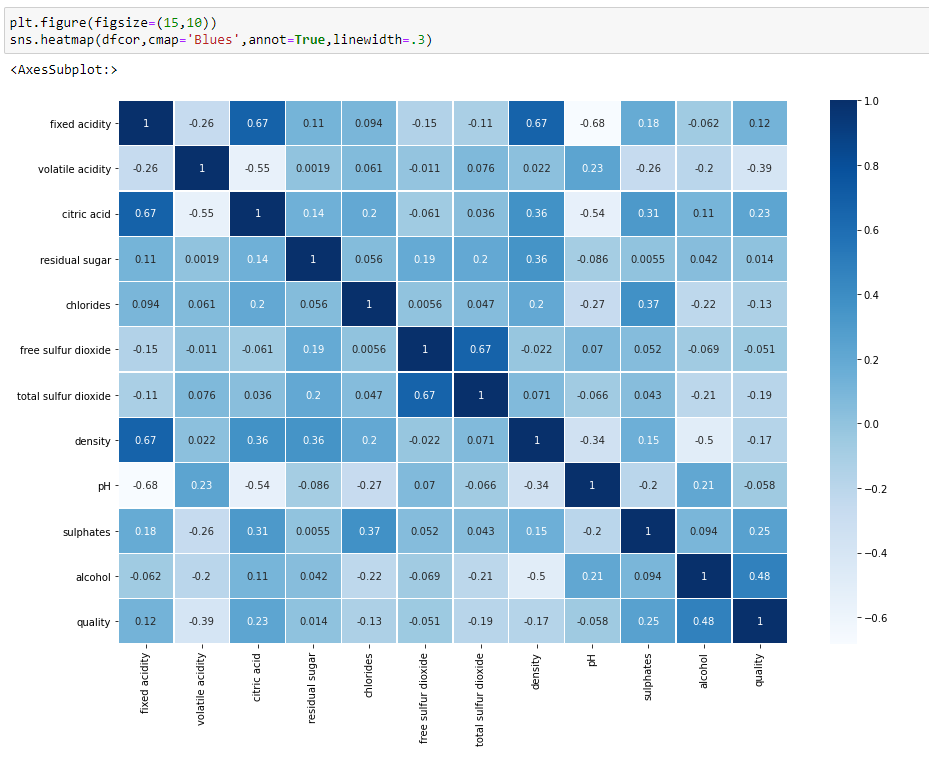 plt.figure(figsize=(15,10))
sns.heatmap(dfcor,cmap='Blues',annot=True,linewidth=.3)
<AxesSubplot:>
fixed acidity 1 -0.26 0.67 0.11 0.094 -0.15 -0.11 0.67 -0.68 0.18 -0.062 0.12
volatile acidity -0.26 1 -0.55 0.0019 0.061 -0.011 0.076 0.022 0.23 -0.26 -0.2 -0.39
citric acid 0.67 -0.55 1 0.14 0.2 -0.061 0.036 0.36 -0.54 0.31 0.11 0.23
residual sugar 0.11 0.0019 0.14 1 0.056 0.19 0.2 0.36 -0.086 0.0055 0.042 0.014
chlorides 0.094 0.061 0.2 0.056 1 0.0056 0.047 0.2 -0.27 0.37 -0.22 -0.13
free sulfur dioxide -0.15 -0.011 -0.061 0.19 0.0056 1 0.67 -0.022 0.07 0.052 -0.069 -0.051
total sulfur dioxide -0.11 0.076 0.036 0.2 0.047 0.67 1 0.071 -0.066 0.043 -0.21 -0.19
density 0.67 0.022 0.36 0.36 0.2 -0.022 0.071 1 -0.34 0.15 -0.5 -0.17
pH -0.68 0.23 -0.54 -0.086 -0.27 0.07 -0.066 -0.34 1 -0.2 0.21 -0.058
sulphates 0.18 -0.26 0.31 0.0055 0.37 0.052 0.043 0.15 -0.2 1 0.094 0.25
alcohol -0.062 -0.2 0.11 0.042 -0.22 -0.069 -0.21 -0.5 0.21 0.094 1 0.48
quality 0.12 -0.39 0.23 0.014 -0.13 -0.051 -0.19 -0.17 -0.058 0.25 0.48 1
fixed acidity
volatile acidity
citric acid
residual sugar
chlorides
free sulfur dioxide
total sulfur dioxide
density
pH
sulphates
alcohol
quality
1.0
0.8
0.6
0.4
0.2
0.0
-0.2
-0.4
-0.6